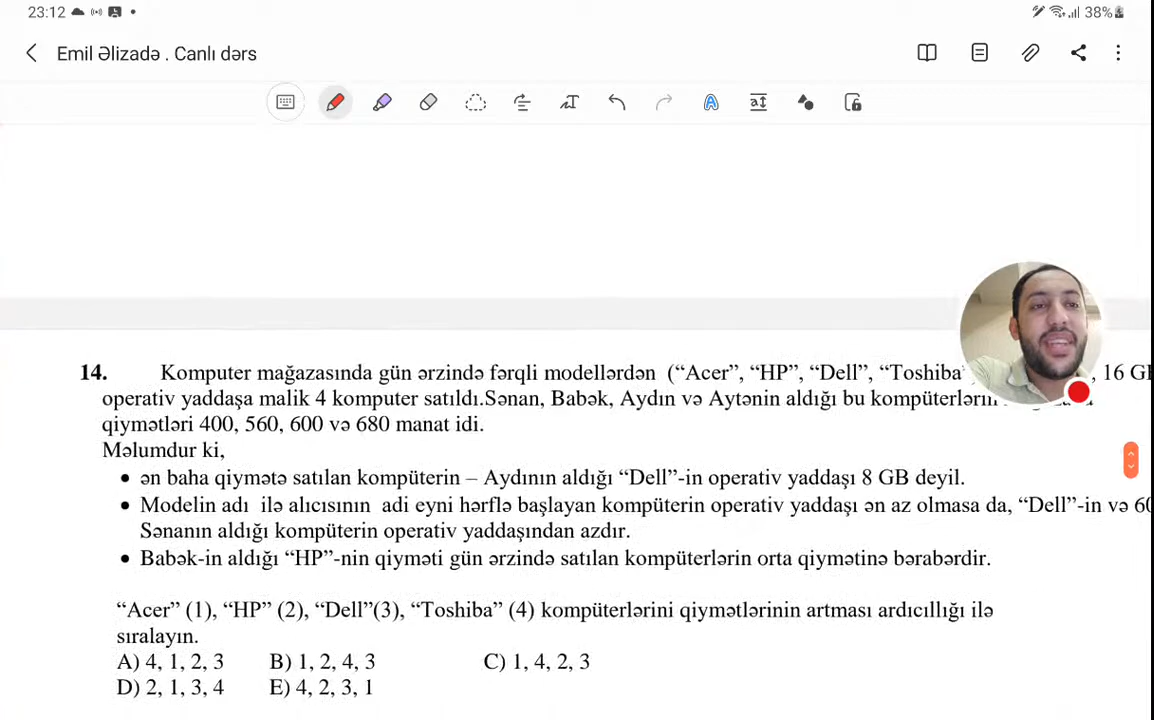 23:12 38%
Emil Əlizadə . Canlı dərs
14. Komputer mağazasında gün ərzində fərqli modellərdən (“Acer”, “HP”, “Dell”, “Toshiba , 16
operativ yaddaşa malik 4 komputer satıldı.Sənan, Babək, Aydın və Aytənin aldığı bu kompüterlərin
qiymətləri 400, 560, 600 və 680 manat idi.
Məlumdur ki,
• ən baha qiymətə satılan kompüterin – Aydının aldığı “Dell”-in operativ yaddaşı 8 GB deyil.
• Modelin adı ilə alıcısının adi eyni hərflə başlayan kompüterin operativ yaddaşı ən az olmasa da, “Dell”-in və
Sənanın aldığı kompüterin operativ yaddaşından azdır.
• Babək-in aldığı “HP”-nin qiyməti gün ərzində satılan kompüterlərin orta qiymətinə bərabərdir.
“Acer” (1), “HP” (2), “Dell”(3), “Toshiba” (4) kompüterlərini qiymətlərinin artması ardıcıllığı ilə
sıralayın.
A) 4, 1, 2, 3 B) 1, 2, 4, 3 C) 1, 4, 2, 3
D) 2, 1, 3, 4 E) 4, 2, 3, 1